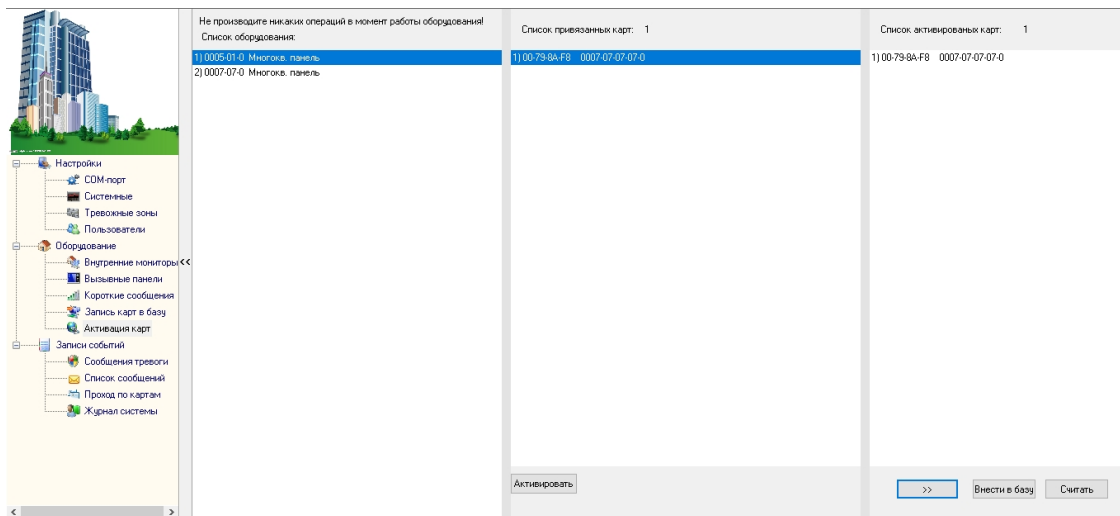 Не производите никаких операций в момент работы оборудования!
Список оборудования:
1) 0005-01-0 Многокв. панель
2) 0007-07-0 Многокв. панель
Список привязанных карт: 1
1) 00-79-8A-F8 0007-07-07-07-0
Список активированых карт: 1
1) 00-79-8A-F8 0007-07-07-07-0
Настройки
COM-порт
Системные
Тревожные зоны
Пользователи
Оборудование
Внутренние мониторы
<<
Вызывные панели
Короткие сообщения
Запись карт в базу
Активация карт
Записи событий
Сообщения тревоги
Список сообщений
Проход по картам
Журнал системы
Активировать
>>
Внести в базу
Считать